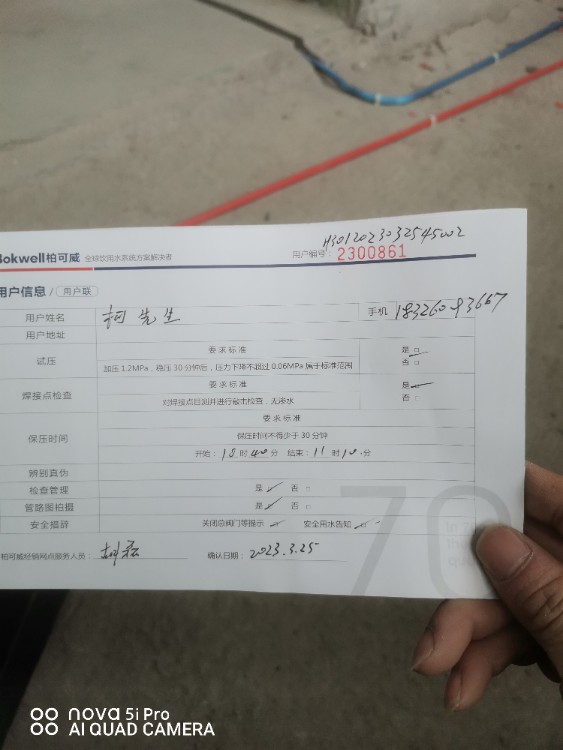 H3012023032545002
Bokwell柏可威 全球饮用水系统方案解决者 用户编号: 2300861
用户信息 / 用户联
用户姓名 柯先生 手机 18326093667
用户地址
试压 要求标准 是 否
加压1.2MPa，稳压30分钟后，压力下降不超过0.06MPa属于标准范围
焊接点检查 要求标准 是 否
对焊接点目测并进行敲击检查，无渗水
保压时间 要求标准
保压时间不得少于30分钟
开始: 10时40分 结束: 11时10分
辨别真伪
检查管理 是 否
管路图拍摄 是 否
安全措辞 关闭总阀门等提示 安全用水告知
柏可威经销网点服务人员: 确认日期: 2023.3.25
70
nova 5i Pro
AI QUAD CAMERA